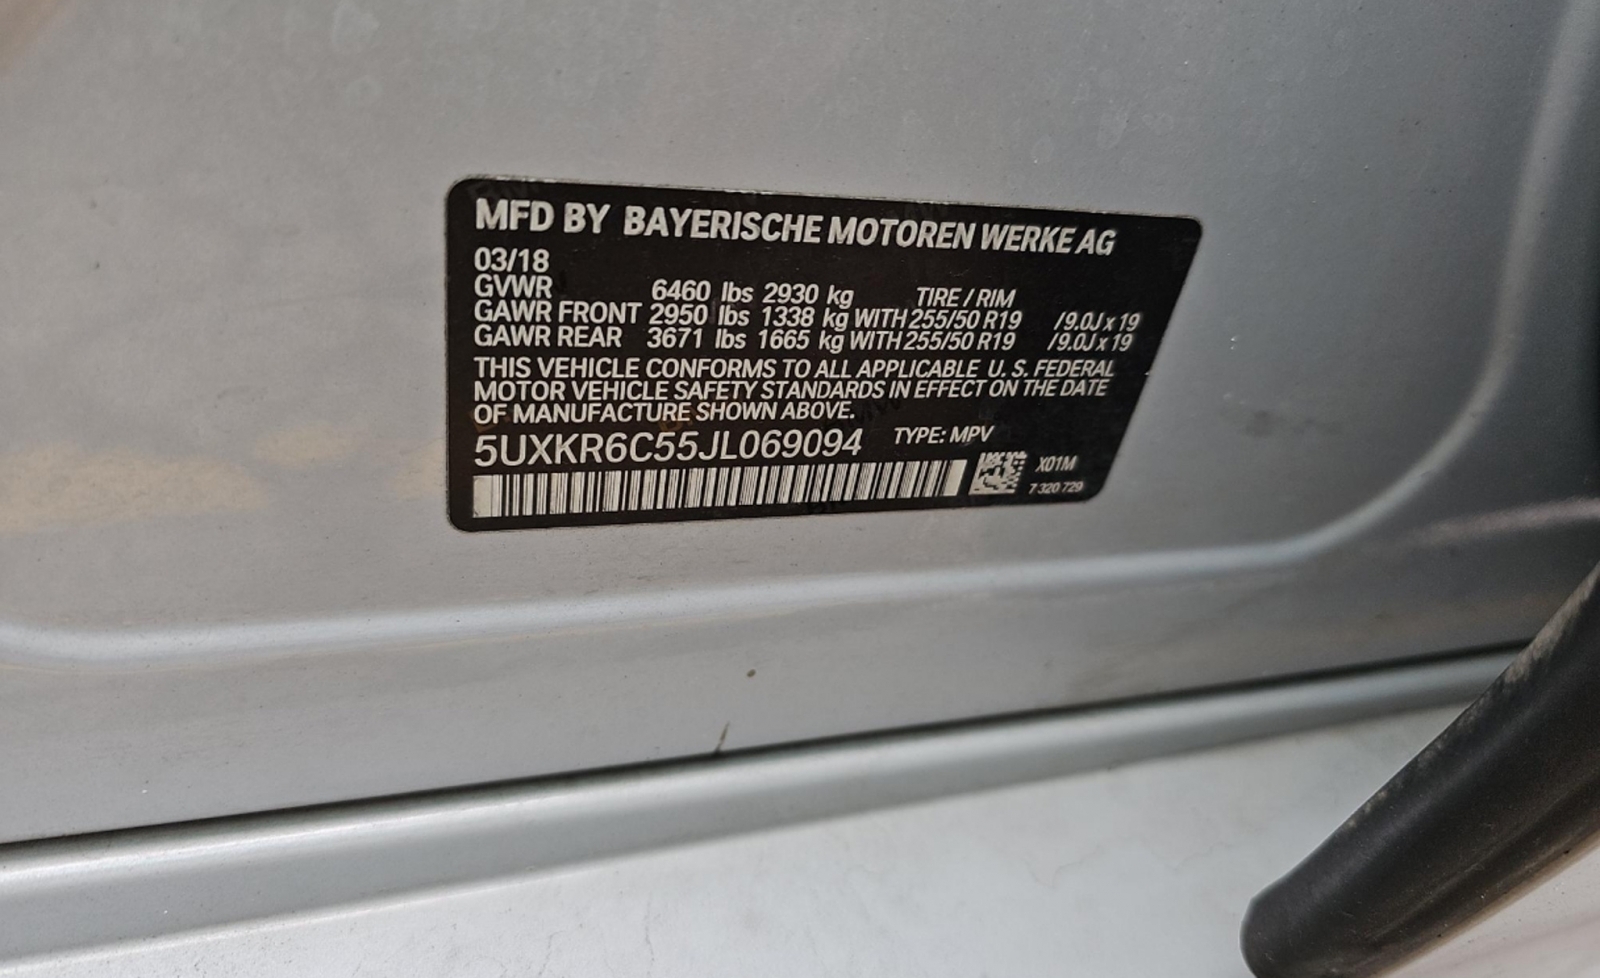 MFD BY BAYERISCHE MOTOREN WERKE AG
03/18
GVWR 6460 lbs 2930 kg TIRE / RIM
GAWR FRONT 2950 lbs 1338 kg WITH 255/50 R19 /9.0J x 19
GAWR REAR 3671 lbs 1665 kg WITH 255/50 R19 /9.0J x 19
THIS VEHICLE CONFORMS TO ALL APPLICABLE U. S. FEDERAL
MOTOR VEHICLE SAFETY STANDARDS IN EFFECT ON THE DATE
OF MANUFACTURE SHOWN ABOVE.
5UXKR6C55JL069094 TYPE: MPV
X01M
7 320 729